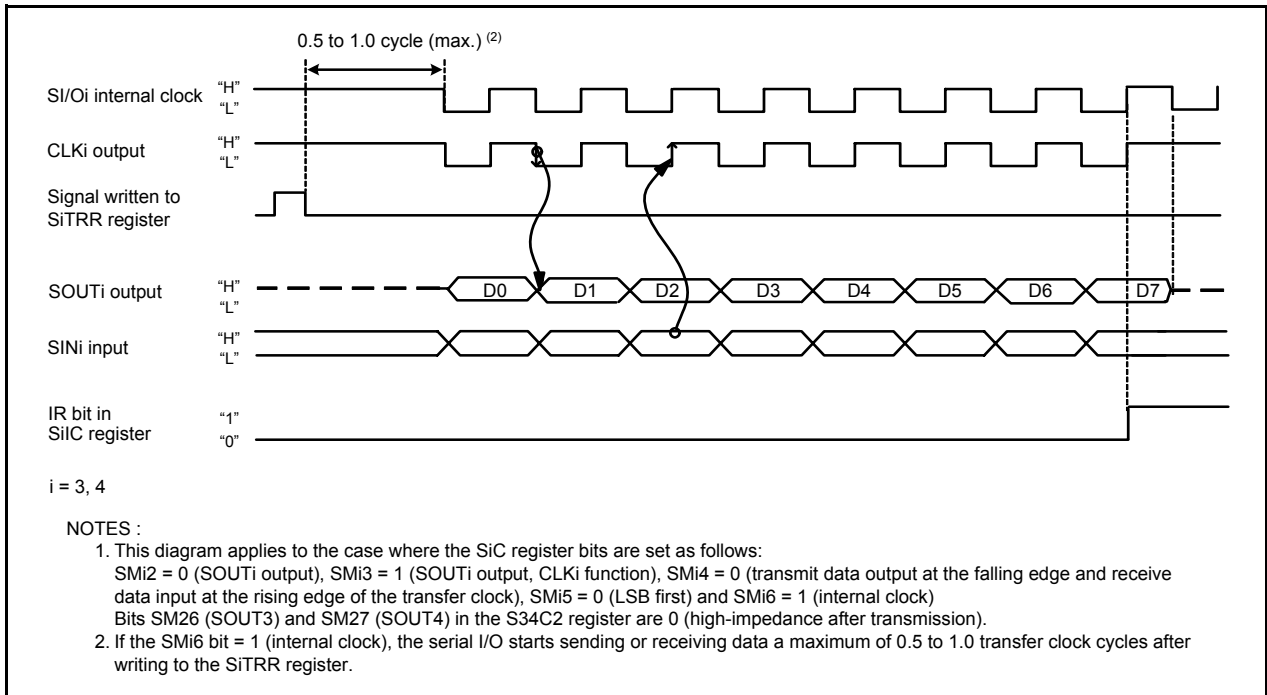 0.5 to 1.0 cycle (max.) (2)
SI/Oi internal clock
“H”
“L”
CLKi output
“H”
“L”
Signal written to
SiTRR register
SOUTi output
“H”
“L”
D0 D1 D2 D3 D4 D5 D6 D7
SINi input
“H”
“L”
IR bit in
SiIC register
“1”
“0”
i = 3, 4
NOTES :
1. This diagram applies to the case where the SiC register bits are set as follows:
SMi2 = 0 (SOUTi output), SMi3 = 1 (SOUTi output, CLKi function), SMi4 = 0 (transmit data output at the falling edge and receive
data input at the rising edge of the transfer clock), SMi5 = 0 (LSB first) and SMi6 = 1 (internal clock)
Bits SM26 (SOUT3) and SM27 (SOUT4) in the S34C2 register are 0 (high-impedance after transmission).
2. If the SMi6 bit = 1 (internal clock), the serial I/O starts sending or receiving data a maximum of 0.5 to 1.0 transfer clock cycles after
writing to the SiTRR register.